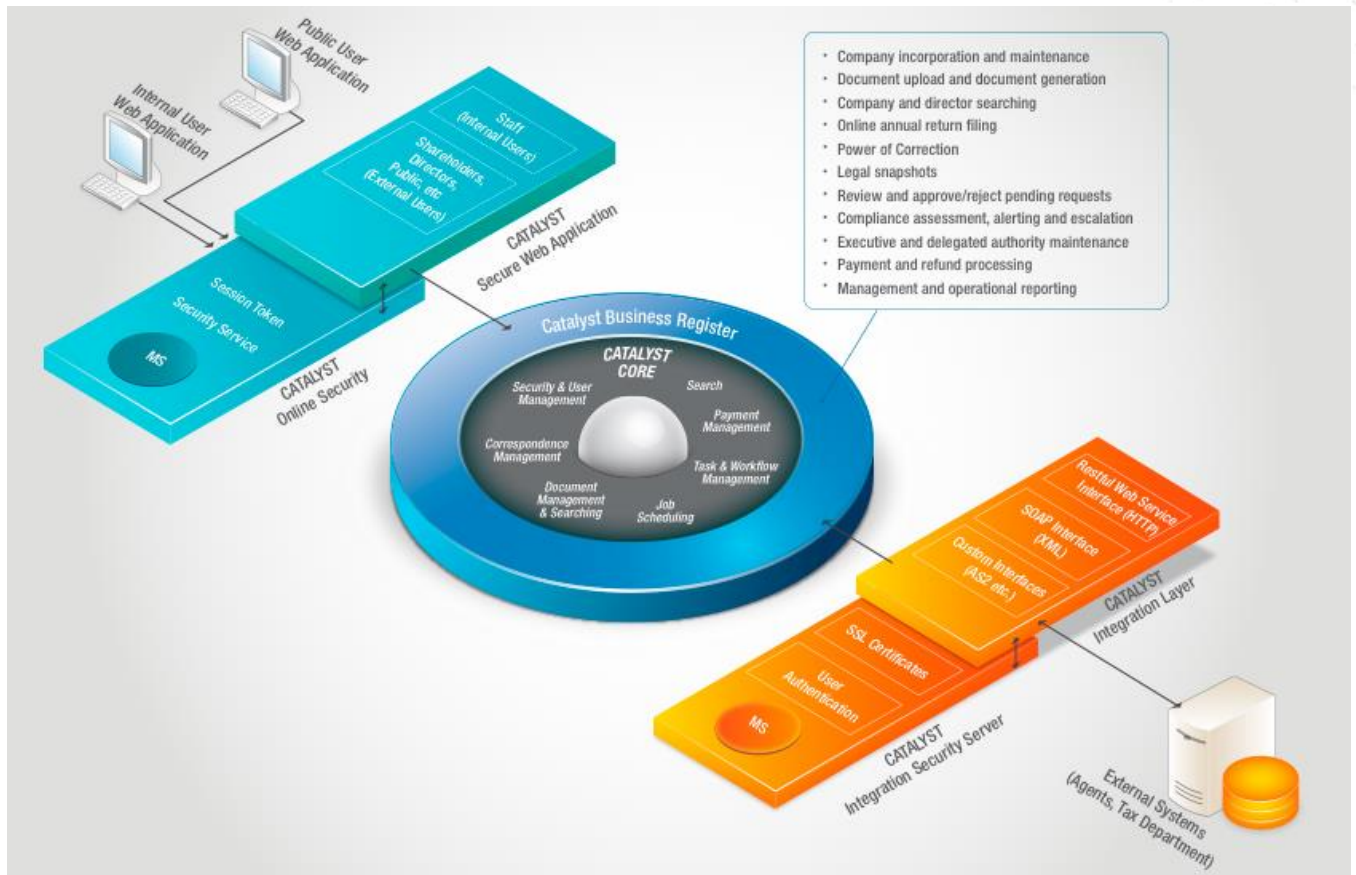 Public User
Web Application
Internal User
Web Application
Staff
(Internal Users)
Shareholders,
Directors,
Public, etc
(External Users)
CATALYST
Secure Web Application
Session Token
Security Service
MS
CATALYST
Online Security
• Company incorporation and maintenance
• Document upload and document generation
• Company and director searching
• Online annual return filing
• Power of Correction
• Legal snapshots
• Review and approve/reject pending requests
• Compliance assessment, alerting and escalation
• Executive and delegated authority maintenance
• Payment and refund processing
• Management and operational reporting
Catalyst Business Register
CATALYST
CORE
Security & User
Management
Search
Payment
Management
Correspondence
Management
Task & Workflow
Management
Document
Management
& Searching
Job
Scheduling
Restful Web Service
Interface (HTTP)
SOAP Interface
(XML)
Custom Interfaces
(AS2 etc.)
CATALYST
Integration Layer
SSL Certificates
User
Authentication
MS
CATALYST
Integration Security Server
External Systems
(Agents, Tax Department)